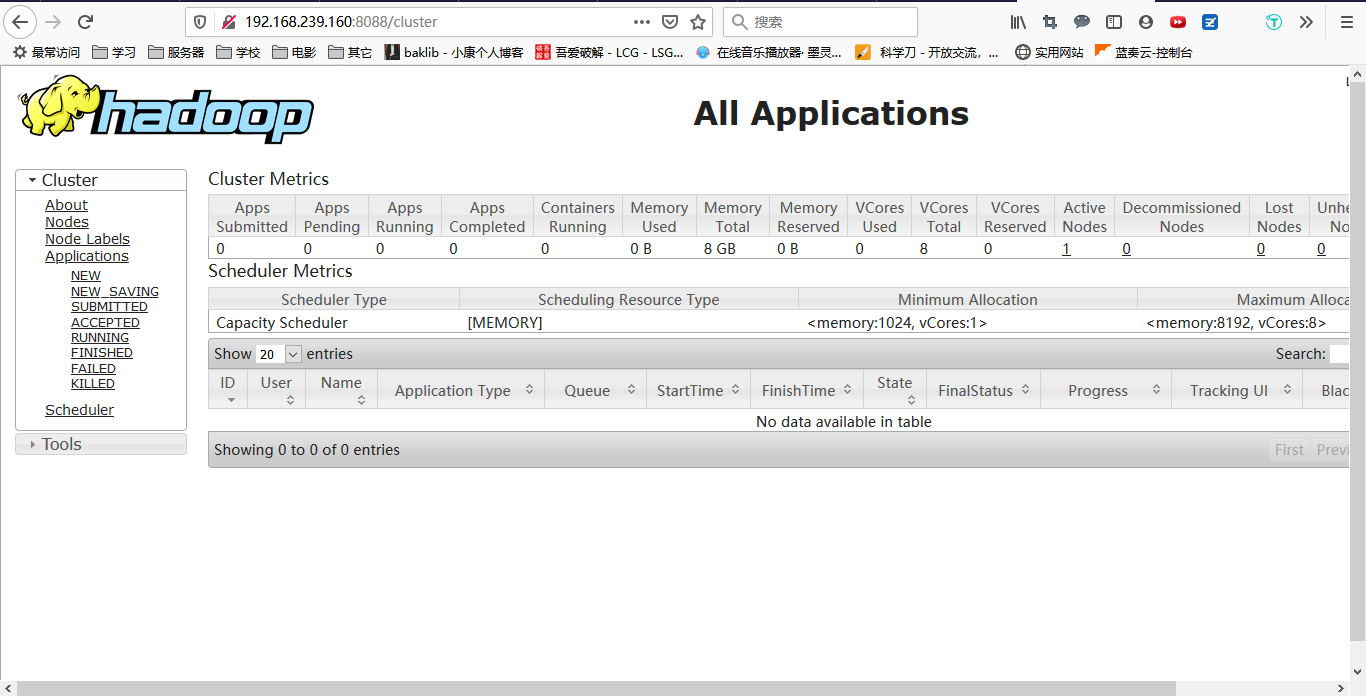 192.168.239.160:8088/cluster
搜索
最常访问 学习 服务器 学校 电影 其它 baklib - 小康个人博客 吾爱破解 - LCG - LSG... 在线音乐播放器· 墨灵... 科学刀 - 开放交流，... 实用网站 蓝奏云-控制台
hadoop
All Applications
Cluster
About
Nodes
Node Labels
Applications
NEW
NEW_SAVING
SUBMITTED
ACCEPTED
RUNNING
FINISHED
FAILED
KILLED
Scheduler
Tools
Cluster Metrics
Apps Apps Apps Apps Containers Memory Memory Memory VCores VCores VCores Active Decommissioned Lost Unhe
Submitted Pending Running Completed Running Used Total Reserved Used Total Reserved Nodes Nodes Nodes No
0 0 0 0 0 0 B 8 GB 0 B 0 8 0 1 0 0 0
Scheduler Metrics
Scheduler Type Scheduling Resource Type Minimum Allocation Maximum Alloca
Capacity Scheduler [MEMORY] <memory:1024, vCores:1> <memory:8192, vCores:8>
Show 20 entries Search:
ID User Name Application Type Queue StartTime FinishTime State FinalStatus Progress Tracking UI Blac
No data available in table
Showing 0 to 0 of 0 entries First Previ